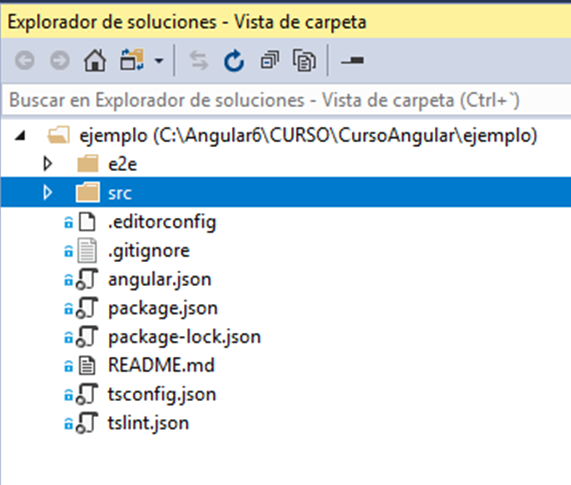 Explorador de soluciones - Vista de carpeta
Buscar en Explorador de soluciones - Vista de carpeta (Ctrl+`)
ejemplo (C:\Angular6\CURSO\CursoAngular\ejemplo)
e2e
src
.editorconfig
.gitignore
angular.json
package.json
package-lock.json
README.md
tsconfig.json
tslint.json